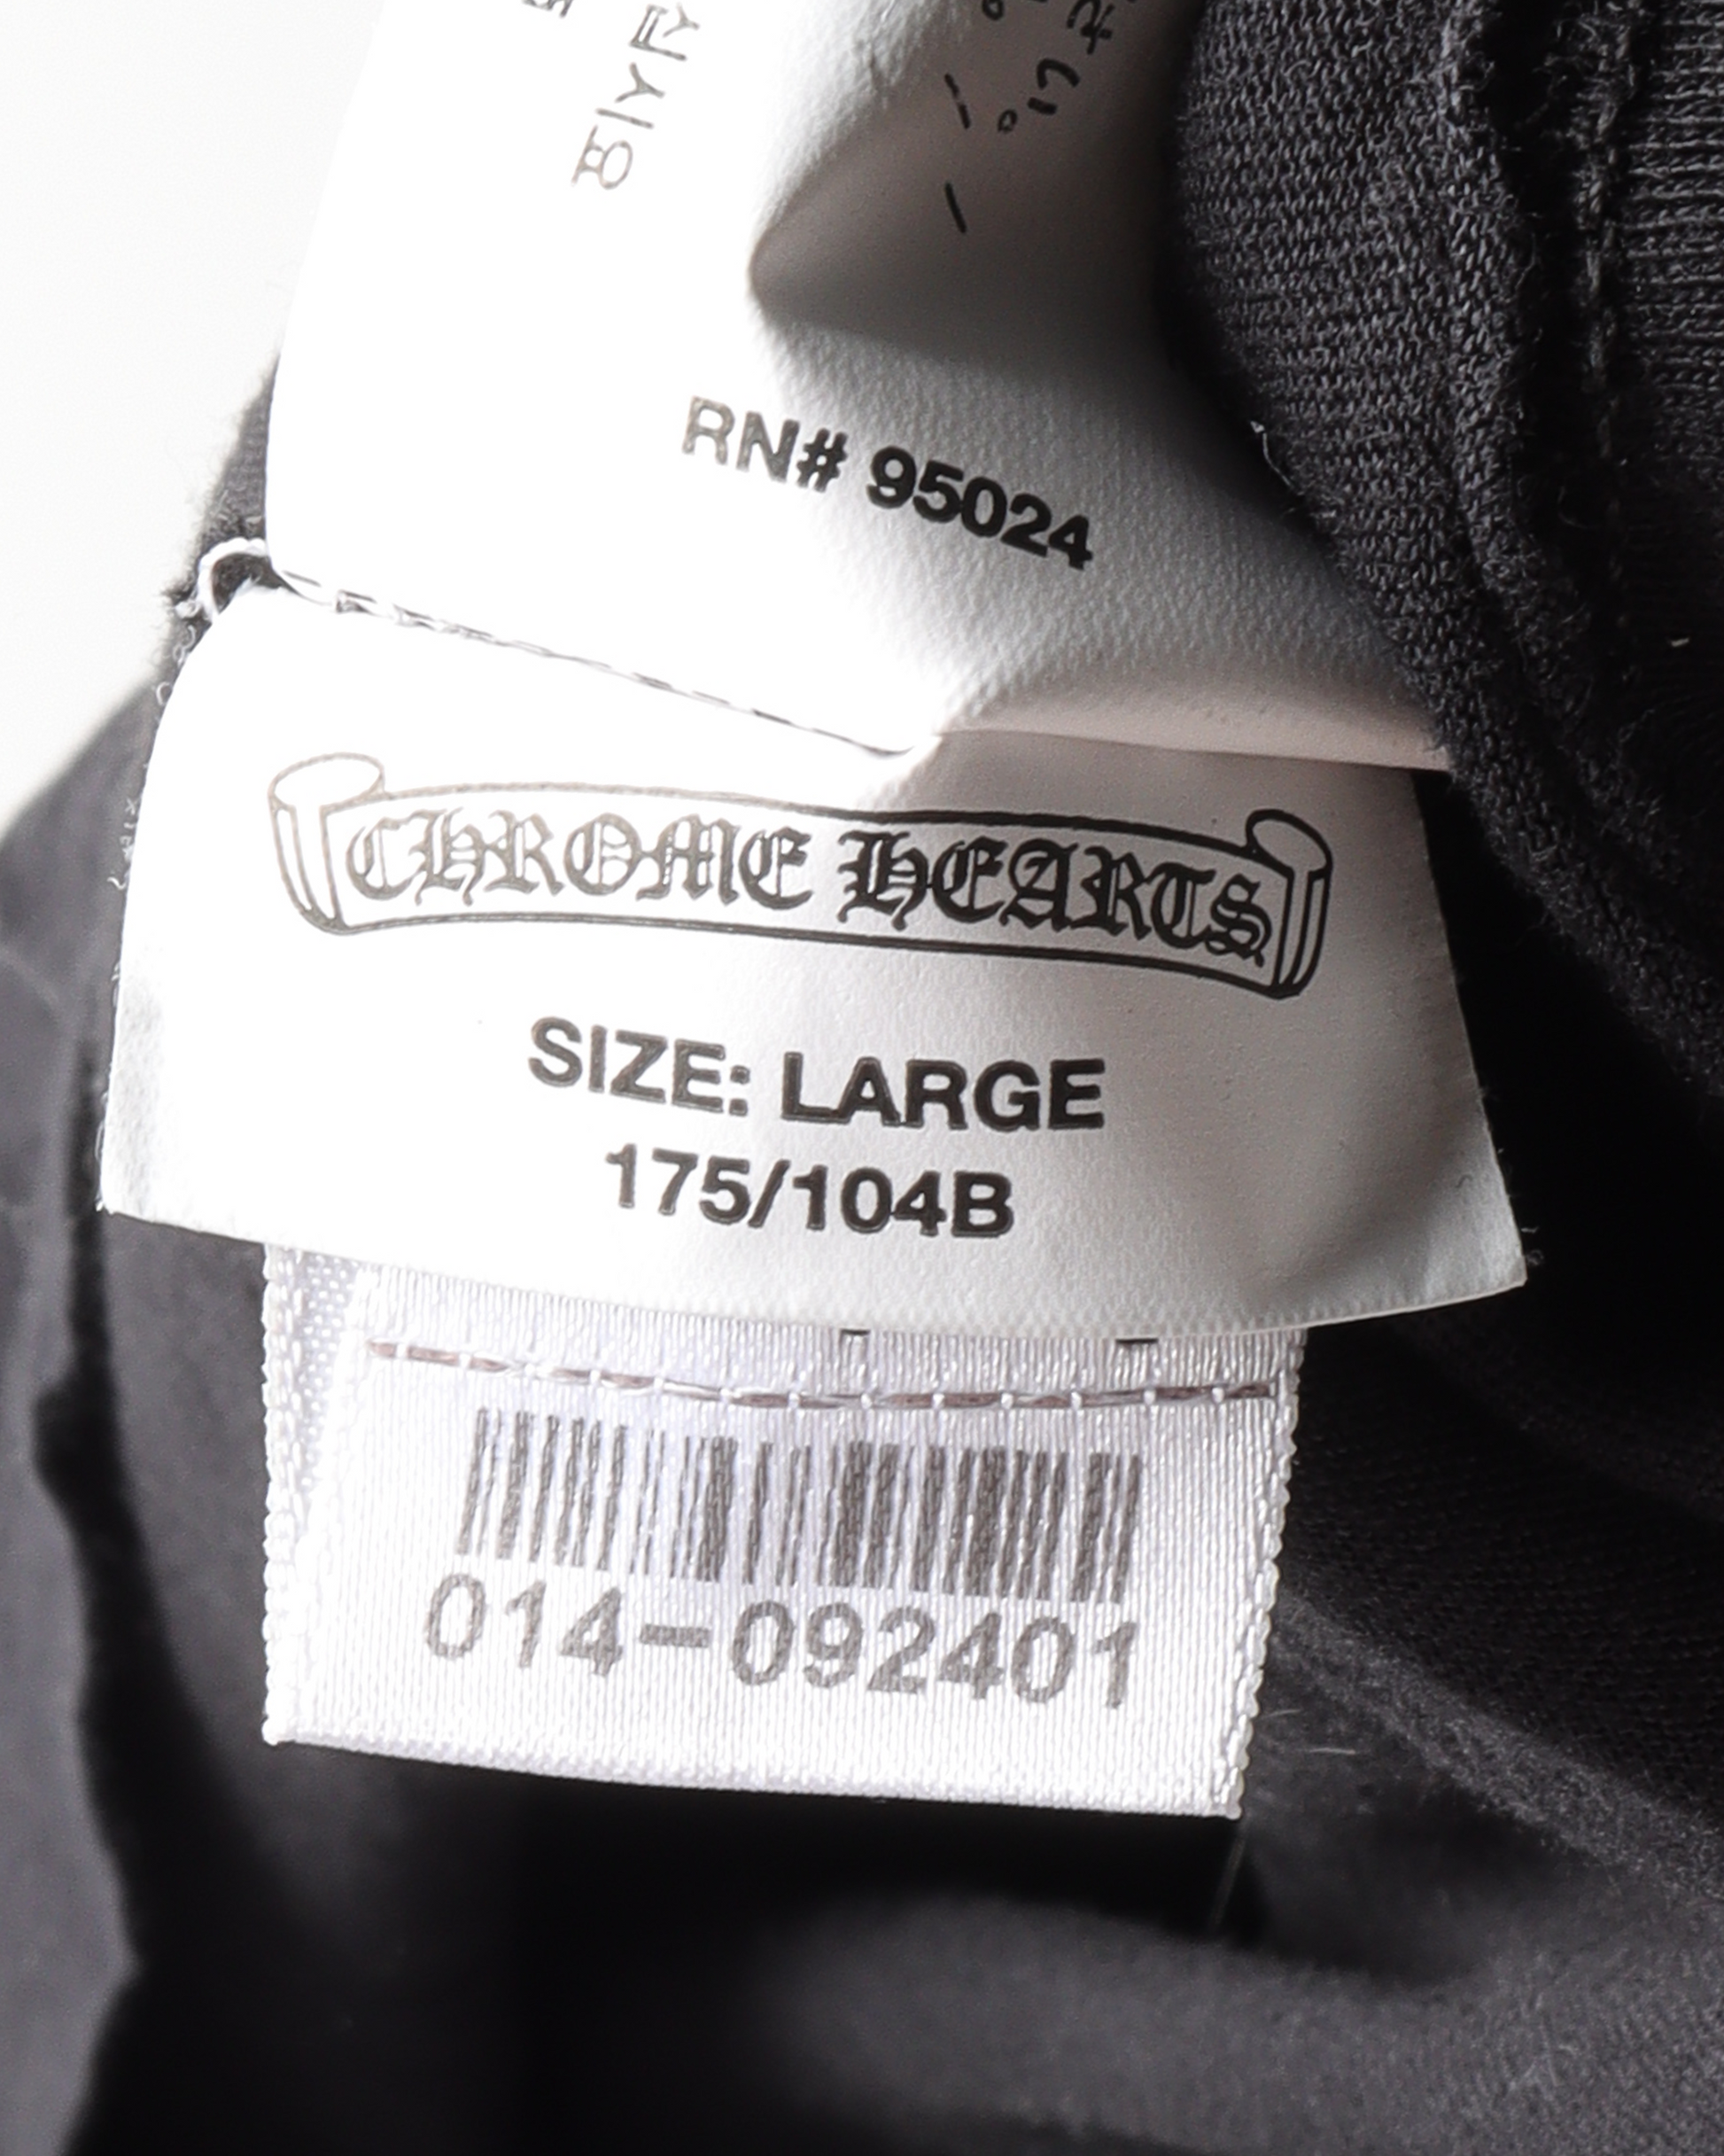 RN# 95024
CHROME HEARTS
SIZE: LARGE
175/104B
014-092401